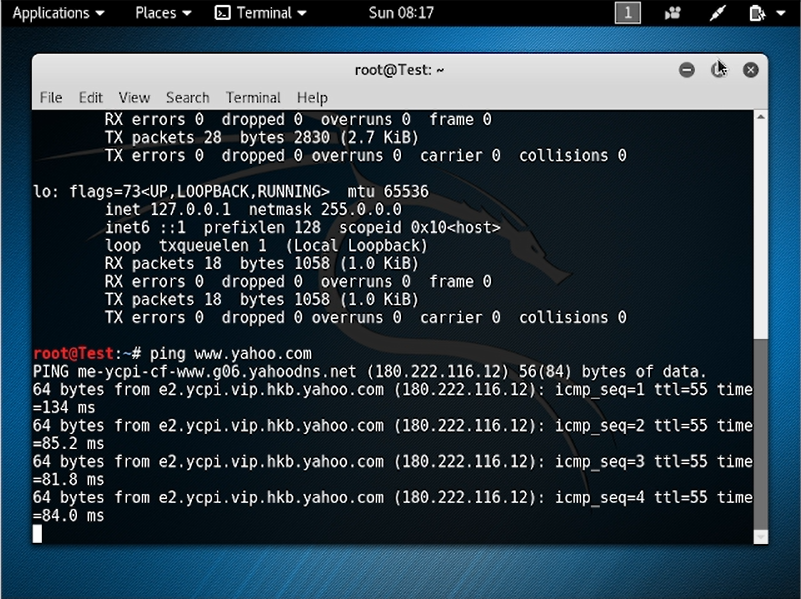 Applications Places Terminal Sun 08:17 1
root@Test: ~
File Edit View Search Terminal Help
RX errors 0  dropped 0  overruns 0  frame 0
TX packets 28  bytes 2830 (2.7 KiB)
TX errors 0  dropped 0 overruns 0  carrier 0  collisions 0
lo: flags=73<UP,LOOPBACK,RUNNING>  mtu 65536
inet 127.0.0.1  netmask 255.0.0.0
inet6 ::1  prefixlen 128  scopeid 0x10<host>
loop  txqueuelen 1  (Local Loopback)
RX packets 18  bytes 1058 (1.0 KiB)
RX errors 0  dropped 0  overruns 0  frame 0
TX packets 18  bytes 1058 (1.0 KiB)
TX errors 0  dropped 0 overruns 0  carrier 0  collisions 0
root@Test:~# ping www.yahoo.com
PING me-ycpi-cf-www.g06.yahoodns.net (180.222.116.12) 56(84) bytes of data.
64 bytes from e2.ycpi.vip.hkb.yahoo.com (180.222.116.12): icmp_seq=1 ttl=55 time
=134 ms
64 bytes from e2.ycpi.vip.hkb.yahoo.com (180.222.116.12): icmp_seq=2 ttl=55 time
=85.2 ms
64 bytes from e2.ycpi.vip.hkb.yahoo.com (180.222.116.12): icmp_seq=3 ttl=55 time
=81.8 ms
64 bytes from e2.ycpi.vip.hkb.yahoo.com (180.222.116.12): icmp_seq=4 ttl=55 time
=84.0 ms